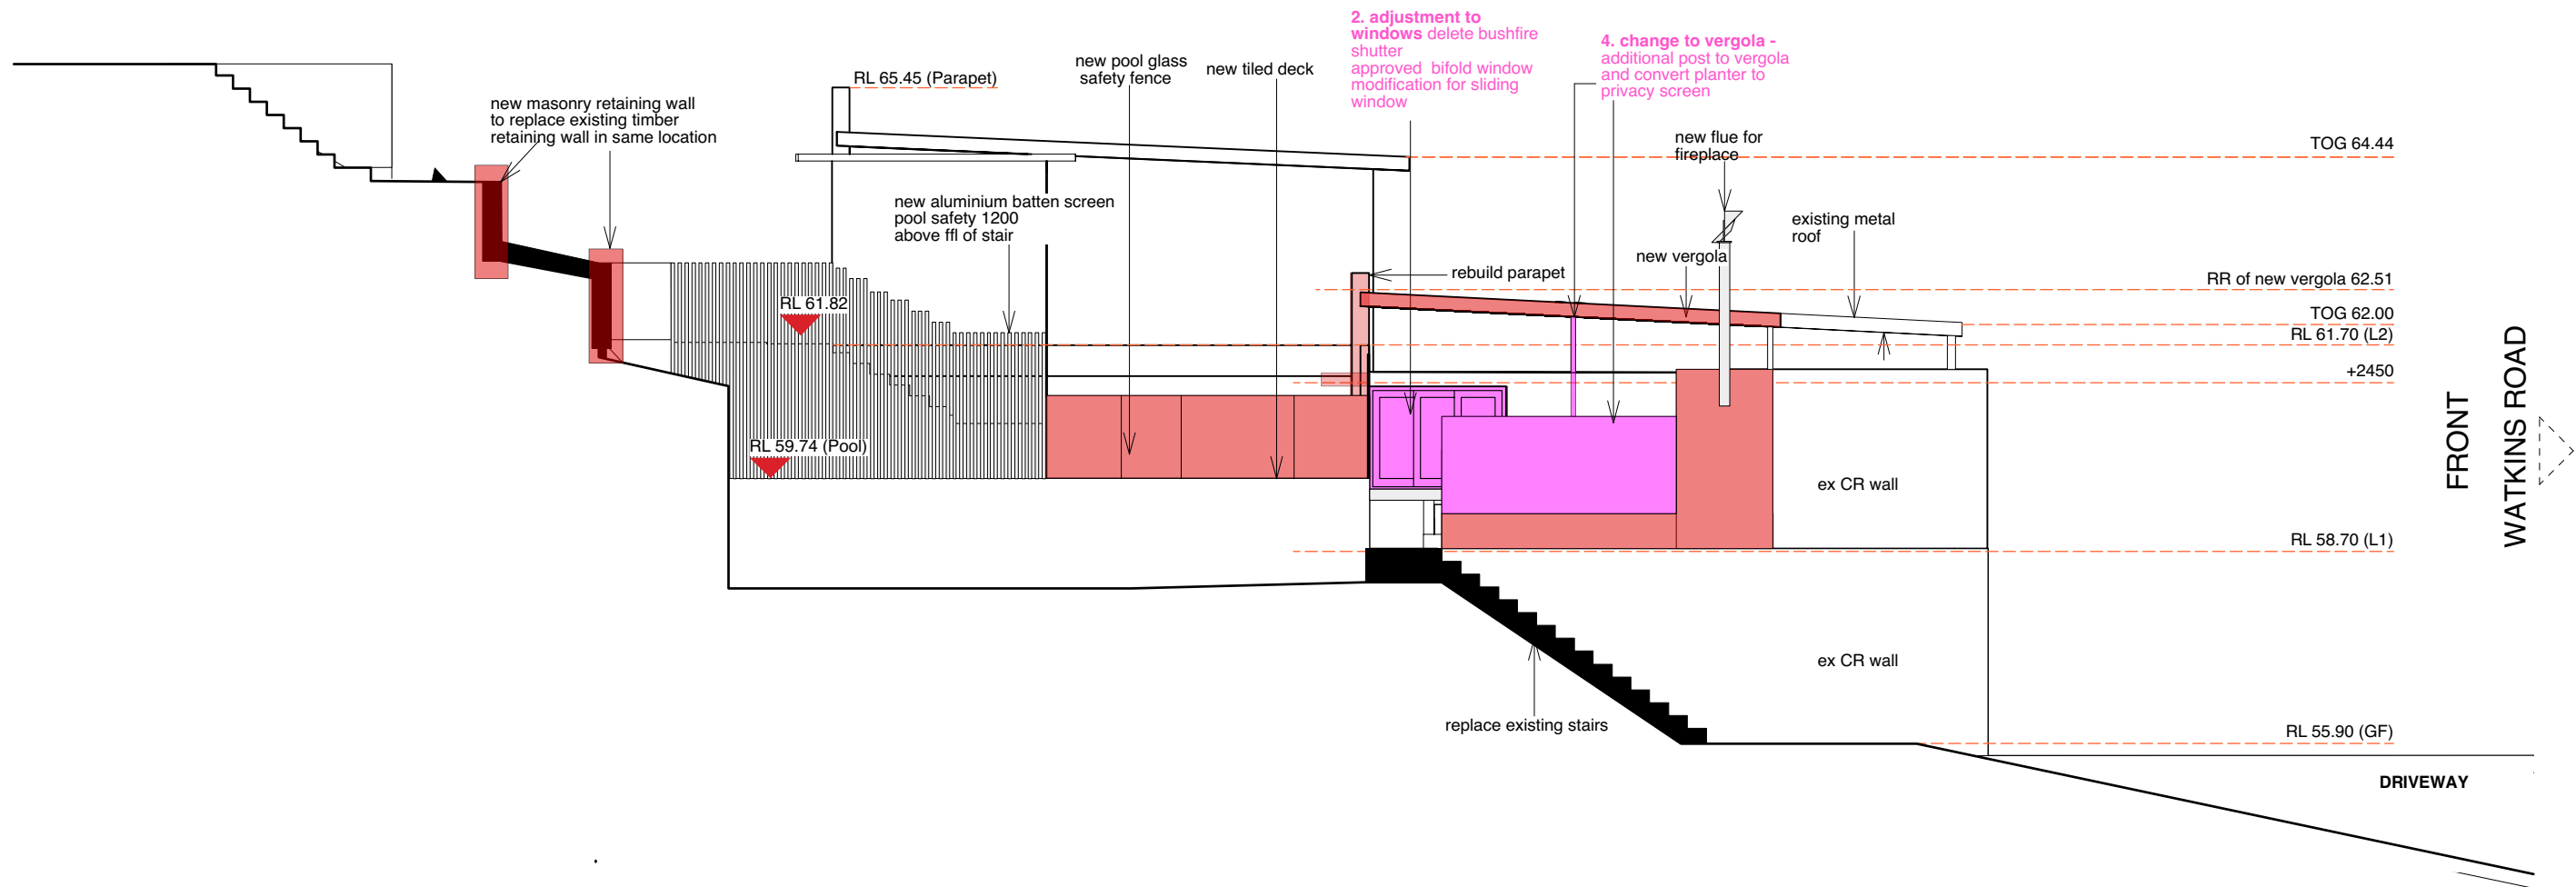 2. adjustment to
windows delete bushfire
shutter
approved  bifold window
modification for sliding
window
4. change to vergola -
additional post to vergola
and convert planter to
privacy screen
new pool glass
safety fence
new tiled deck
RL 65.45 (Parapet)
new masonry retaining wall
to replace existing timber
retaining wall in same location
new flue for
fireplace
TOG 64.44
new aluminium batten screen
pool safety 1200
above ffl of stair
existing metal
roof
new vergola
rebuild parapet
RR of new vergola 62.51
RL 61.82
TOG 62.00
RL 61.70 (L2)
+2450
RL 59.74 (Pool)
ex CR wall
FRONT
WATKINS ROAD
RL 58.70 (L1)
ex CR wall
replace existing stairs
RL 55.90 (GF)
DRIVEWAY